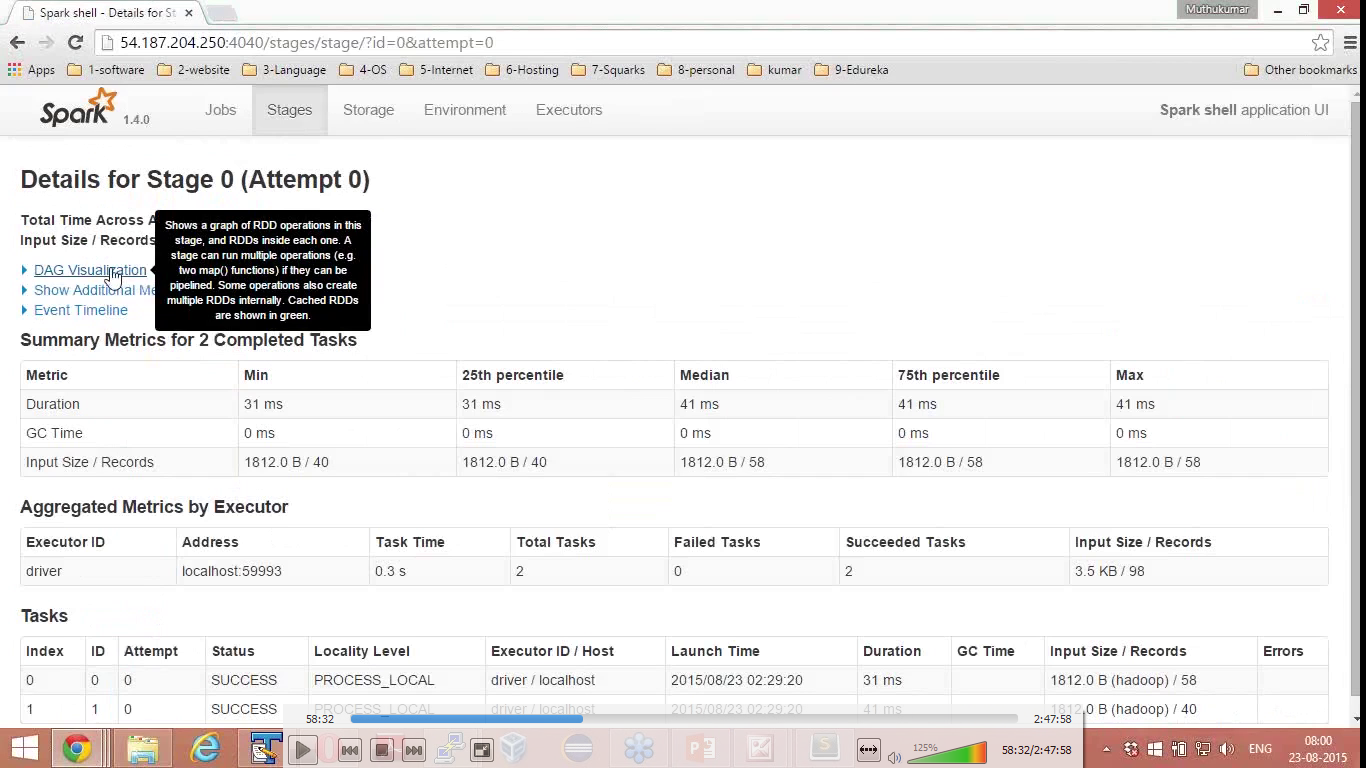 Spark shell - Details for St
Muthukumar
54.187.204.250:4040/stages/stage/?id=0&attempt=0
Apps 1-software 2-website 3-Language 4-OS 5-Internet 6-Hosting 7-Squarks 8-personal kumar 9-Edureka Other bookmarks
Spark 1.4.0 Jobs Stages Storage Environment Executors Spark shell application UI
Details for Stage 0 (Attempt 0)
Total Time Across A
Input Size / Records
DAG Visualization
Show Additional Me
Event Timeline
Shows a graph of RDD operations in this
stage, and RDDs inside each one. A
stage can run multiple operations (e.g.
two map() functions) if they can be
pipelined. Some operations also create
multiple RDDs internally. Cached RDDs
are shown in green.
Summary Metrics for 2 Completed Tasks
Metric Min 25th percentile Median 75th percentile Max
Duration 31 ms 31 ms 41 ms 41 ms 41 ms
GC Time 0 ms 0 ms 0 ms 0 ms 0 ms
Input Size / Records 1812.0 B / 40 1812.0 B / 40 1812.0 B / 58 1812.0 B / 58 1812.0 B / 58
Aggregated Metrics by Executor
Executor ID Address Task Time Total Tasks Failed Tasks Succeeded Tasks Input Size / Records
driver localhost:59993 0.3 s 2 0 2 3.5 KB / 98
Tasks
Index ID Attempt Status Locality Level Executor ID / Host Launch Time Duration GC Time Input Size / Records Errors
0 0 0 SUCCESS PROCESS_LOCAL driver / localhost 2015/08/23 02:29:20 31 ms 1812.0 B (hadoop) / 58
1 1 0 SUCCESS PROCESS_LOCAL driver / localhost 2015/08/23 02:29:20 41 ms 1812.0 B (hadoop) / 40
58:32 2:47:58
125% 58:32/2:47:58
ENG
08:00
23-08-2015